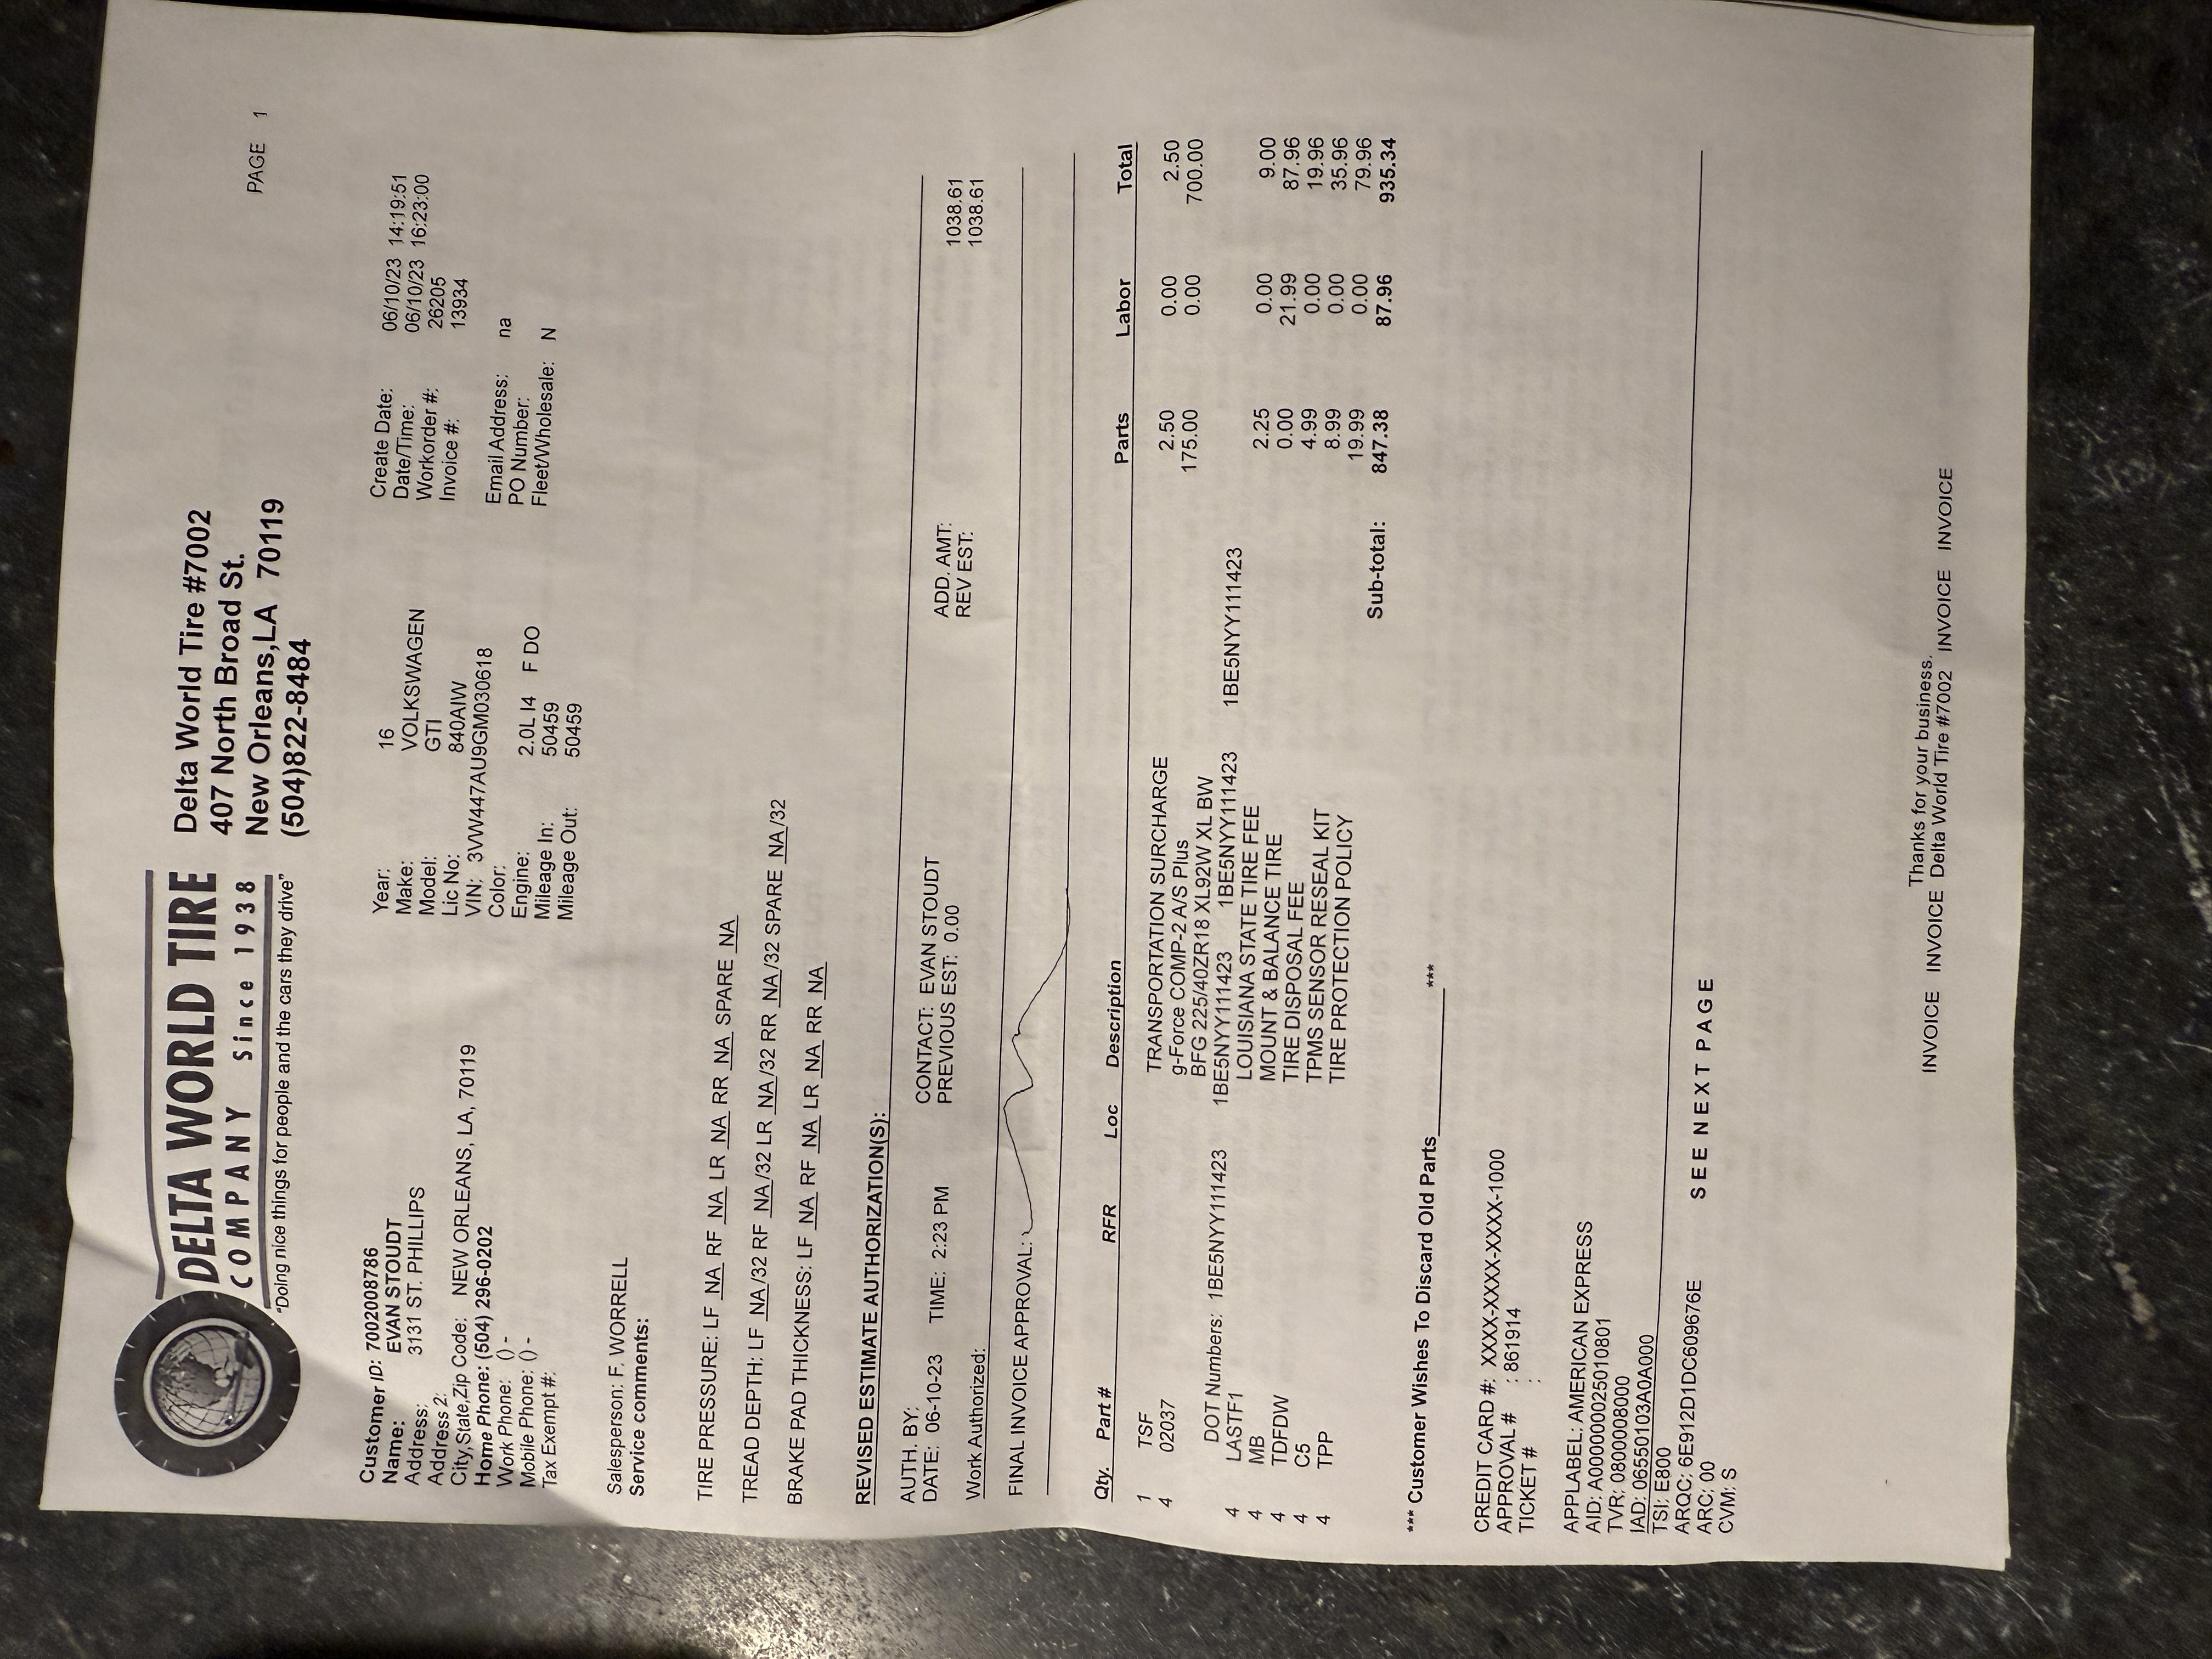 DELTA WORLD TIRE
COMPANY Since 1938
"Doing nice things for people and the cars they drive"
Delta World Tire #7002
407 North Broad St.
New Orleans,LA 70119
(504)822-8484
PAGE 1
Customer ID: 7002008786
Name: EVAN STOUDT
Address: 3131 ST. PHILLIPS
Address 2:
City,State,Zip Code: NEW ORLEANS, LA, 70119
Home Phone: (504) 296-0202
Work Phone: () -
Mobile Phone: () -
Tax Exempt #:
Year: 16
Make: VOLKSWAGEN
Model: GTI
Lic No: 840AIW
VIN: 3VW447AU9GM030618
Color:
Engine: 2.0L I4 F DO
Mileage In: 50459
Mileage Out: 50459
Create Date: 06/10/23 14:19:51
Date/Time: 06/10/23 16:23:00
Workorder #: 26205
Invoice #: 13934
Email Address: na
PO Number:
Fleet/Wholesale: N
Salesperson: F. WORRELL
Service comments:
TIRE PRESSURE: LF NA RF NA LR NA RR NA SPARE NA
TREAD DEPTH: LF NA /32 RF NA /32 LR NA /32 RR NA /32 SPARE NA /32
BRAKE PAD THICKNESS: LF NA RF NA LR NA RR NA
REVISED ESTIMATE AUTHORIZATION(S):
AUTH. BY: CONTACT: EVAN STOUDT ADD. AMT: 1038.61
DATE: 06-10-23 TIME: 2:23 PM PREVIOUS EST: 0.00 REV EST: 1038.61
Work Authorized:
FINAL INVOICE APPROVAL:
Qty. Part # RFR Loc Description Parts Labor Total
1 TSF TRANSPORTATION SURCHARGE 2.50 0.00 2.50
4 02037 g-Force COMP-2 A/S Plus 175.00 0.00 700.00
BFG 225/40ZR18 XL92W XL BW
DOT Numbers: 1BE5NYY111423 1BE5NYY111423 1BE5NYY111423 1BE5NYY111423
4 LASTF1 LOUISIANA STATE TIRE FEE 2.25 0.00 9.00
4 MB MOUNT & BALANCE TIRE 0.00 21.99 87.96
4 TDFDW TIRE DISPOSAL FEE 4.99 0.00 19.96
4 C5 TPMS SENSOR RESEAL KIT 8.99 0.00 35.96
4 TPP TIRE PROTECTION POLICY 19.99 0.00 79.96
Sub-total: 847.38 87.96 935.34
*** Customer Wishes To Discard Old Parts____________***
CREDIT CARD #: XXXX-XXXX-XXXX-1000
APPROVAL # : 861914
TICKET # :
APPLABEL: AMERICAN EXPRESS
AID: A000000025010801
TVR: 0800008000
IAD: 06550103A0A000
TSI: E800
ARQC: 6E912D1DC609676E
ARC: 00
CVM: S
SEE NEXT PAGE
Thanks for your business.
INVOICE INVOICE Delta World Tire #7002 INVOICE INVOICE